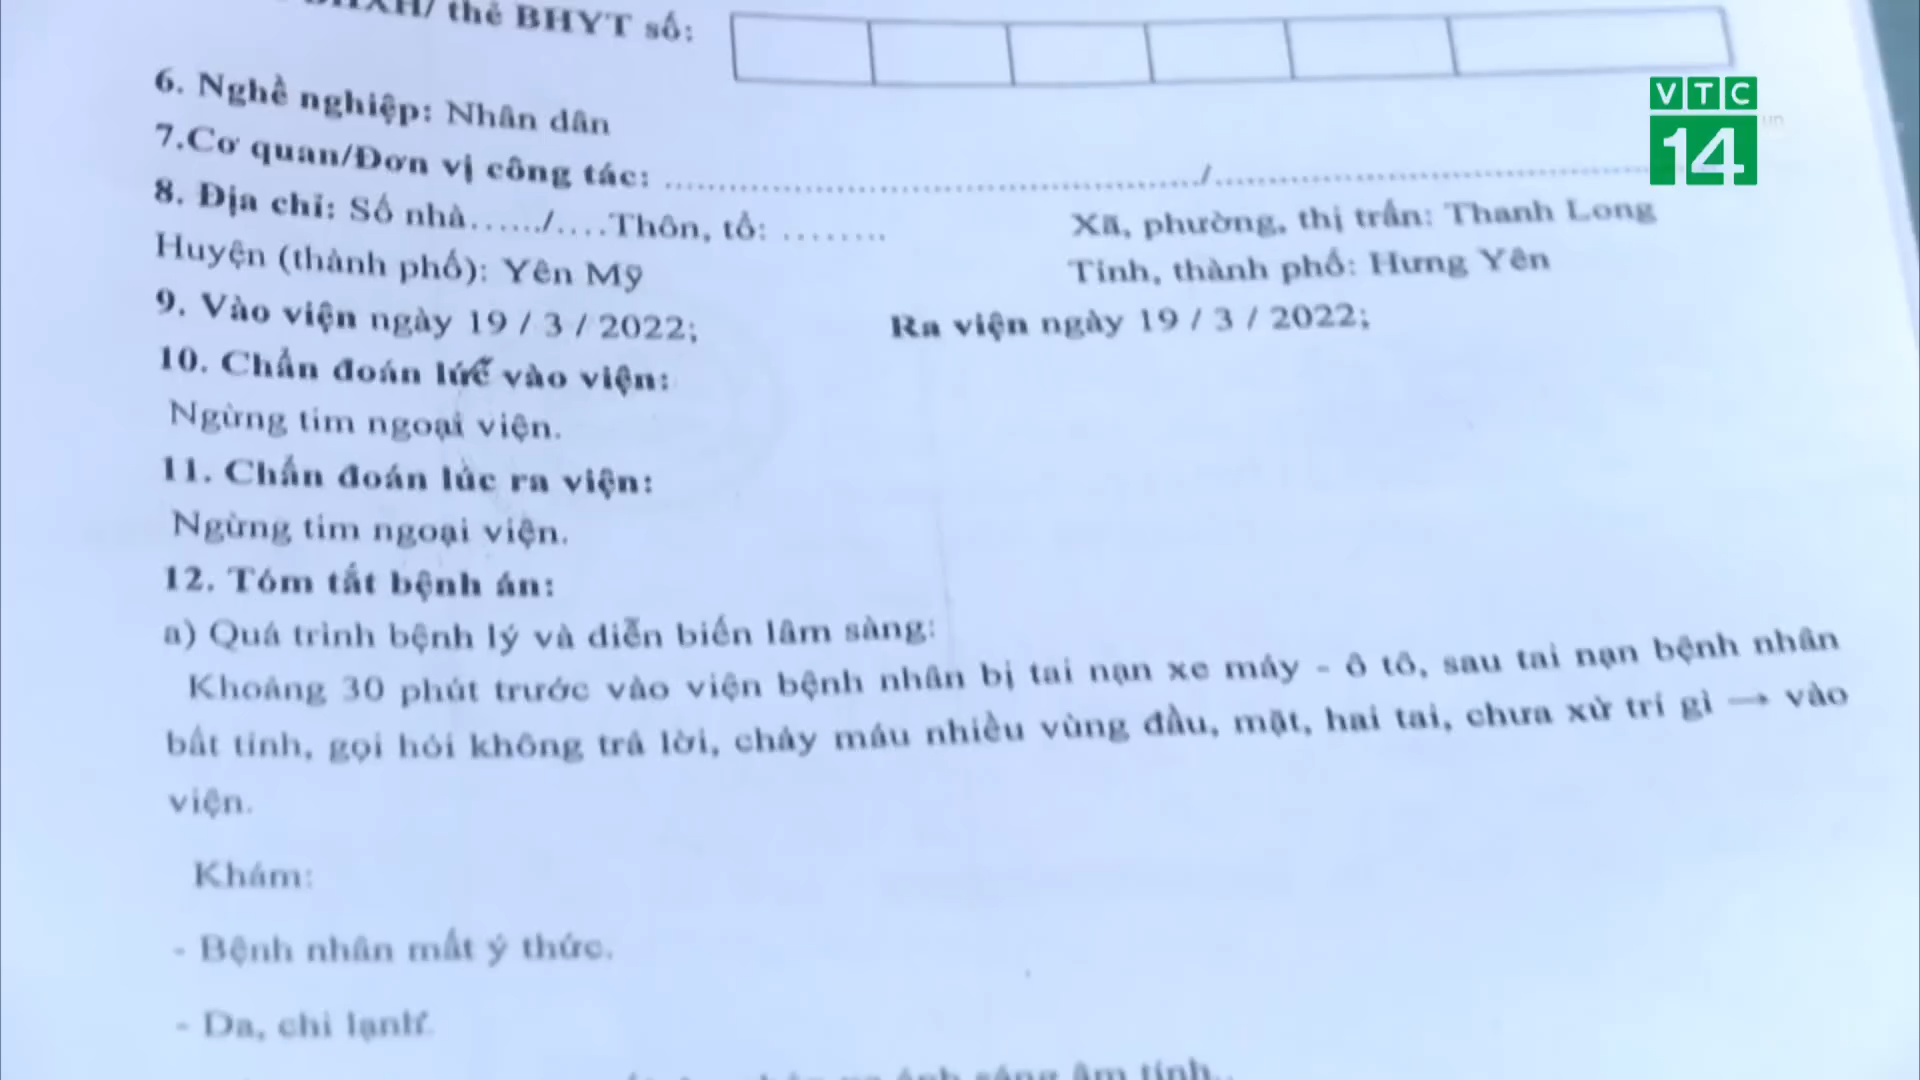 thẻ BHYT số:
VTC
14
6. Nghề nghiệp: Nhân dân
7.Cơ quan/Đơn vị công tác: ......................................................../..............................................
8. Địa chỉ: Số nhà....../....Thôn, tổ: ........ Xã, phường, thị trấn: Thanh Long
Huyện (thành phố): Yên Mỹ Tỉnh, thành phố: Hưng Yên
9. Vào viện ngày 19 / 3 / 2022; Ra viện ngày 19 / 3 / 2022;
10. Chẩn đoán lúc vào viện:
Ngừng tim ngoại viện.
11. Chẩn đoán lúc ra viện:
Ngừng tim ngoại viện.
12. Tóm tắt bệnh án:
a) Quá trình bệnh lý và diễn biến lâm sàng:
Khoảng 30 phút trước vào viện bệnh nhân bị tai nạn xe máy - ô tô, sau tai nạn bệnh nhân
bất tỉnh, gọi hỏi không trả lời, chảy máu nhiều vùng đầu, mặt, hai tai, chưa xử trí gì → vào
viện.
Khám:
- Bệnh nhân mất ý thức.
- Da, chi lạnh.
ánh sáng âm tính..